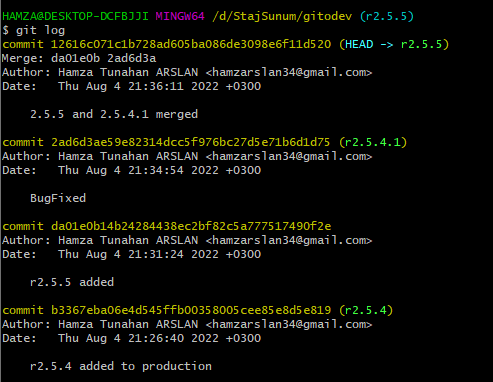 HAMZA@DESKTOP-DCFBJJI MINGW64 /d/StajSunum/gitodev (r2.5.5)
$ git log
commit 12616c071c1b728ad605ba086de3098e6f11d520 (HEAD -> r2.5.5)
Merge: da01e0b 2ad6d3a
Author: Hamza Tunahan ARSLAN <hamzarslan34@gmail.com>
Date:   Thu Aug 4 21:36:11 2022 +0300
2.5.5 and 2.5.4.1 merged
commit 2ad6d3ae59e82314dcc5f976bc27d5e71b6d1d75 (r2.5.4.1)
Author: Hamza Tunahan ARSLAN <hamzarslan34@gmail.com>
Date:   Thu Aug 4 21:34:54 2022 +0300
BugFixed
commit da01e0b14b24284438ec2bf82c5a777517490f2e
Author: Hamza Tunahan ARSLAN <hamzarslan34@gmail.com>
Date:   Thu Aug 4 21:31:24 2022 +0300
r2.5.5 added
commit b3367eba06e4d545ffb00358005cee85e8d5e819 (r2.5.4)
Author: Hamza Tunahan ARSLAN <hamzarslan34@gmail.com>
Date:   Thu Aug 4 21:26:40 2022 +0300
r2.5.4 added to production